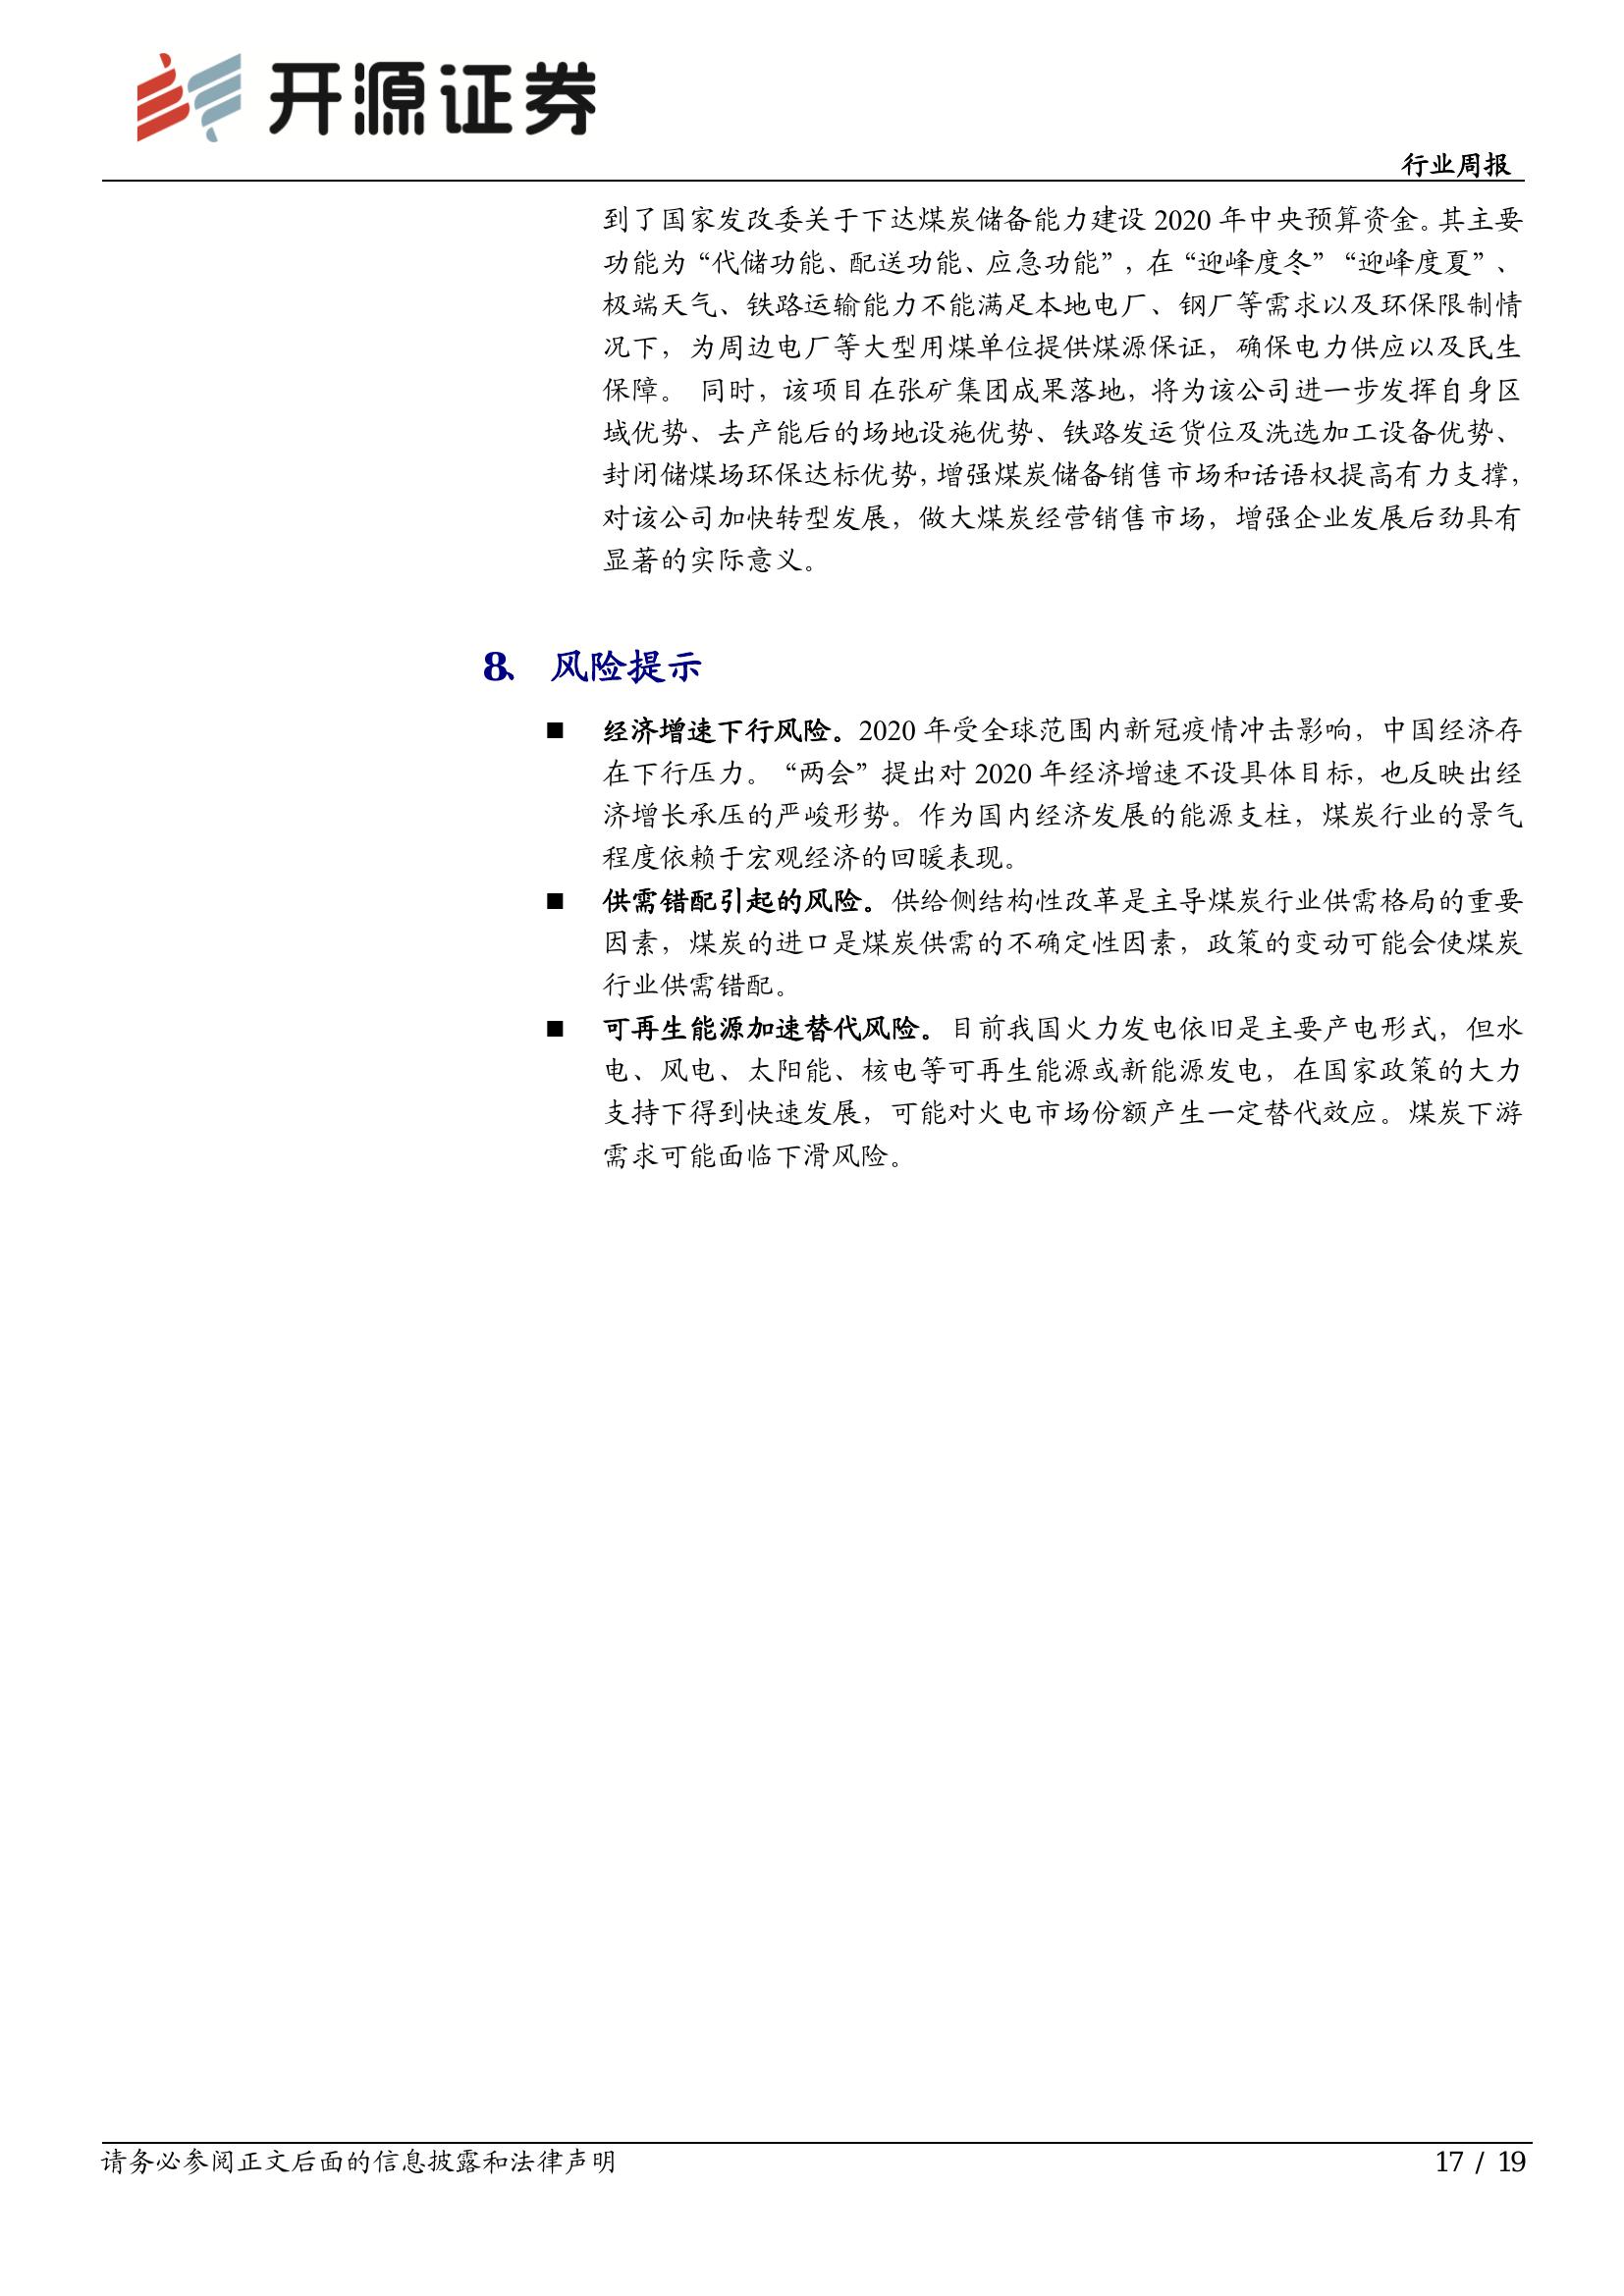 开源证券
行业周报
到了国家发改委关于下达煤炭储备能力建设 2020 年中央预算资金。其主要
功能为“代储功能、配送功能、应急功能”，在“迎峰度冬”“迎峰度夏”、
极端天气、铁路运输能力不能满足本地电厂、钢厂等需求以及环保限制情
况下，为周边电厂等大型用煤单位提供煤源保证，确保电力供应以及民生
保障。 同时，该项目在张矿集团成果落地，将为该公司进一步发挥自身区
域优势、去产能后的场地设施优势、铁路发运货位及洗选加工设备优势、
封闭储煤场环保达标优势，增强煤炭储备销售市场和话语权提高有力支撑，
对该公司加快转型发展，做大煤炭经营销售市场，增强企业发展后劲具有
显著的实际意义。
8、 风险提示
■ 经济增速下行风险。2020 年受全球范围内新冠疫情冲击影响，中国经济存
在下行压力。“两会”提出对 2020 年经济增速不设具体目标，也反映出经
济增长承压的严峻形势。作为国内经济发展的能源支柱，煤炭行业的景气
程度依赖于宏观经济的回暖表现。
■ 供需错配引起的风险。供给侧结构性改革是主导煤炭行业供需格局的重要
因素，煤炭的进口是煤炭供需的不确定性因素，政策的变动可能会使煤炭
行业供需错配。
■ 可再生能源加速替代风险。目前我国火力发电依旧是主要产电形式，但水
电、风电、太阳能、核电等可再生能源或新能源发电，在国家政策的大力
支持下得到快速发展，可能对火电市场份额产生一定替代效应。煤炭下游
需求可能面临下滑风险。
请务必参阅正文后面的信息披露和法律声明
17 / 19